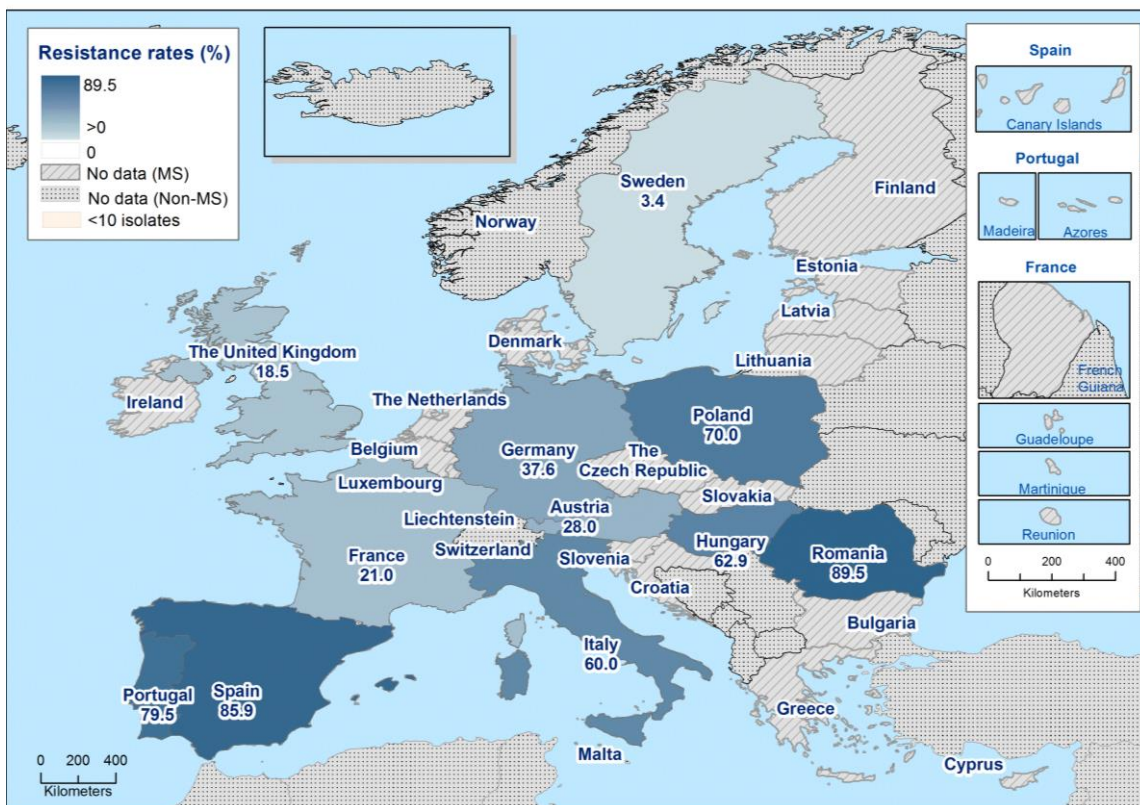 Resistance rates (%)
89.5
>0
0
No data (MS)
No data (Non-MS)
<10 isolates
Spain
Canary Islands
Portugal
Madeira
Azores
France
French
Guiana
Guadeloupe
Martinique
Reunion
0 200 400
Kilometers
Sweden
3.4
Finland
Norway
Estonia
Latvia
Denmark
Lithuania
The United Kingdom
18.5
Ireland
The Netherlands
Poland
70.0
Belgium
Germany
37.6
The
Czech Republic
Luxembourg
Slovakia
Austria
28.0
Liechtenstein
Switzerland
France
21.0
Slovenia
Hungary
62.9
Romania
89.5
Croatia
Bulgaria
Italy
60.0
Portugal
79.5
Spain
85.9
Greece
Malta
Cyprus
0 200 400
Kilometers